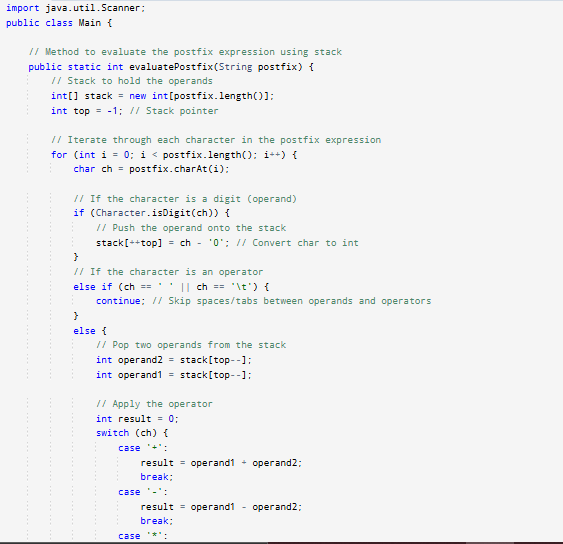 import java.util.Scanner;
public class Main {
// Method to evaluate the postfix expression using stack
public static int evaluatePostfix(String postfix) {
// Stack to hold the operands
int[] stack = new int[postfix.length()];
int top = -1; // Stack pointer
// Iterate through each character in the postfix expression
for (int i = 0; i < postfix.length(); i++) {
char ch = postfix.charAt(i);
// If the character is a digit (operand)
if (Character.isDigit(ch)) {
// Push the operand onto the stack
stack[++top] = ch - '0'; // Convert char to int
}
// If the character is an operator
else if (ch == ' ' || ch == '\t') {
continue; // Skip spaces/tabs between operands and operators
}
else {
// Pop two operands from the stack
int operand2 = stack[top--];
int operand1 = stack[top--];
// Apply the operator
int result = 0;
switch (ch) {
case '+':
result = operand1 + operand2;
break;
case '-':
result = operand1 - operand2;
break;
case '*':